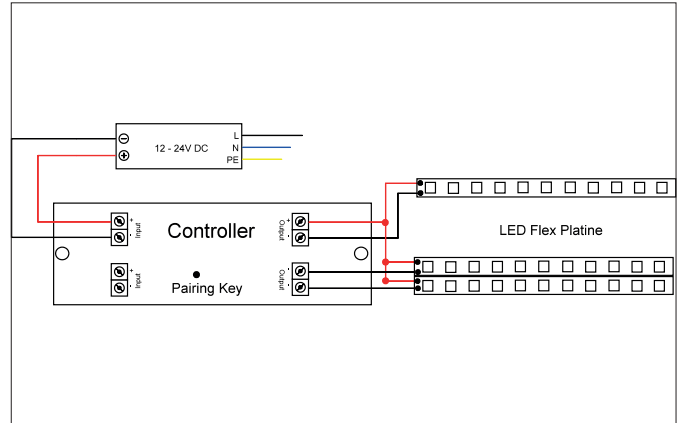 L
12 - 24V DC
N
PE
+
Input
-
Controller
+
Output
-
LED Flex Platine
+
Input
-
Pairing Key
-
Output
-